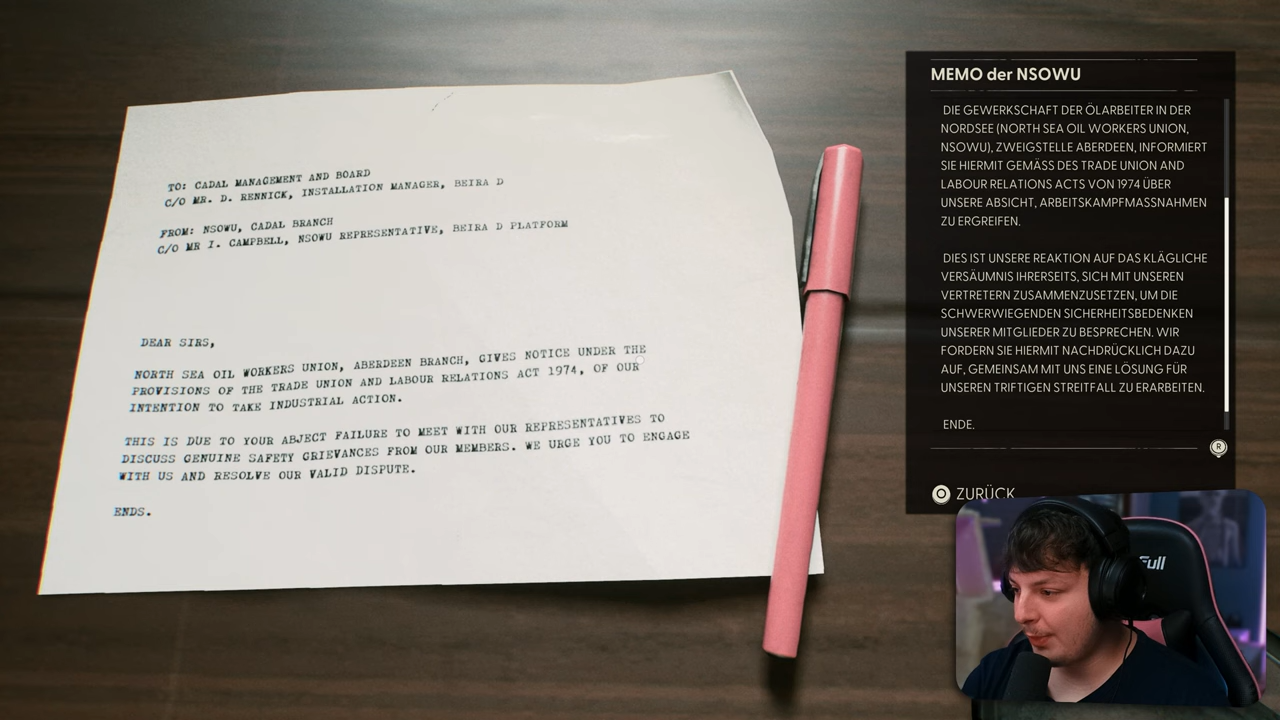 TO: CADAL MANAGEMENT AND BOARD
C/O MR. D. RENNICK, INSTALLATION MANAGER, BEIRA D
FROM: NSOWU, CADAL BRANCH
C/O MR I. CAMPBELL, NSOWU REPRESENTATIVE, BEIRA D PLATFORM
DEAR SIRS,
NORTH SEA OIL WORKERS UNION, ABERDEEN BRANCH, GIVES NOTICE UNDER THE
PROVISIONS OF THE TRADE UNION AND LABOUR RELATIONS ACT 1974, OF OUR
INTENTION TO TAKE INDUSTRIAL ACTION.
THIS IS DUE TO YOUR ABJECT FAILURE TO MEET WITH OUR REPRESENTATIVES TO
DISCUSS GENUINE SAFETY GRIEVANCES FROM OUR MEMBERS. WE URGE YOU TO ENGAGE
WITH US AND RESOLVE OUR VALID DISPUTE.
ENDS.
MEMO der NSOWU
DIE GEWERKSCHAFT DER ÖLARBEITER IN DER
NORDSEE (NORTH SEA OIL WORKERS UNION,
NSOWU), ZWEIGSTELLE ABERDEEN, INFORMIERT
SIE HIERMIT GEMÄSS DES TRADE UNION AND
LABOUR RELATIONS ACTS VON 1974 ÜBER
UNSERE ABSICHT, ARBEITSKAMPFMASSNAHMEN
ZU ERGREIFEN.
DIES IST UNSERE REAKTION AUF DAS KLÄGLICHE
VERSÄUMNIS IHRERSEITS, SICH MIT UNSEREN
VERTRETERN ZUSAMMENZUSETZEN, UM DIE
SCHWERWIEGENDEN SICHERHEITSBEDENKEN
UNSERER MITGLIEDER ZU BESPRECHEN. WIR
FORDERN SIE HIERMIT NACHDRÜCKLICH DAZU
AUF, GEMEINSAM MIT UNS EINE LÖSUNG FÜR
UNSEREN TRIFTIGEN STREITFALL ZU ERARBEITEN.
ENDE.
R
ZURÜCK